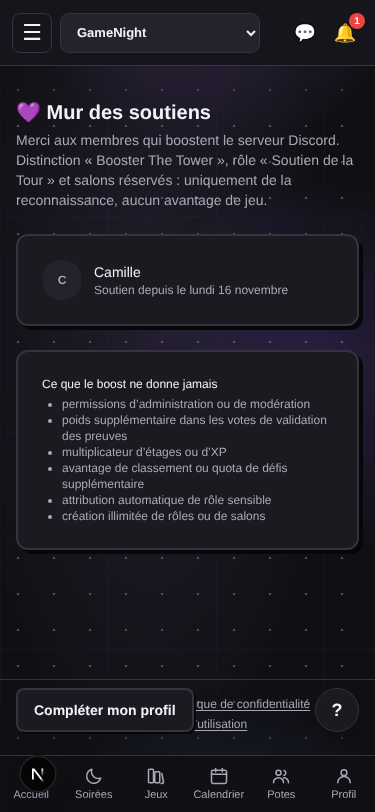 GameNight
1
💜 Mur des soutiens
Merci aux membres qui boostent le serveur Discord.
Distinction « Booster The Tower », rôle « Soutien de la
Tour » et salons réservés : uniquement de la
reconnaissance, aucun avantage de jeu.
C
Camille
Soutien depuis le lundi 16 novembre
Ce que le boost ne donne jamais
• permissions d’administration ou de modération
• poids supplémentaire dans les votes de validation
des preuves
• multiplicateur d’étages ou d’XP
• avantage de classement ou quota de défis
supplémentaire
• attribution automatique de rôle sensible
• création illimitée de rôles ou de salons
Compléter mon profil
que de confidentialité
utilisation
?
N
Accueil Soirées Jeux Calendrier Potes Profil